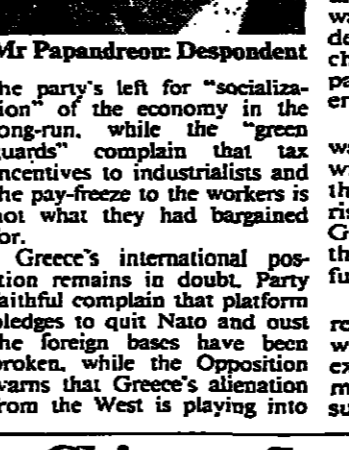 Mr Papandreou: Despondent
the party's left for "socializa-
tion" of the economy in the
long-run, while the "green
guards" complain that tax
incentives to industrialists and
the pay-freeze to the workers is
not what they had bargained
for.
Greece's international pos-
ition remains in doubt. Party
faithful complain that platform
pledges to quit Nato and oust
the foreign bases have been
broken, while the Opposition
warns that Greece's alienation
from the West is playing into